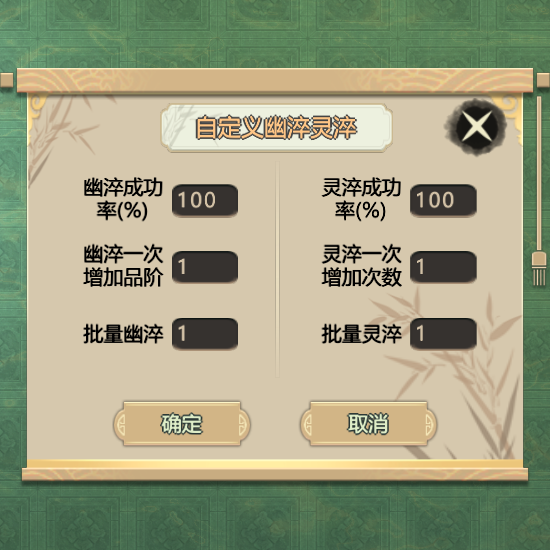 自定义幽淬灵淬
幽淬成功
率(%)
100
灵淬成功
率(%)
100
幽淬一次
增加品阶
1
灵淬一次
增加次数
1
批量幽淬
1
批量灵淬
1
确定
取消